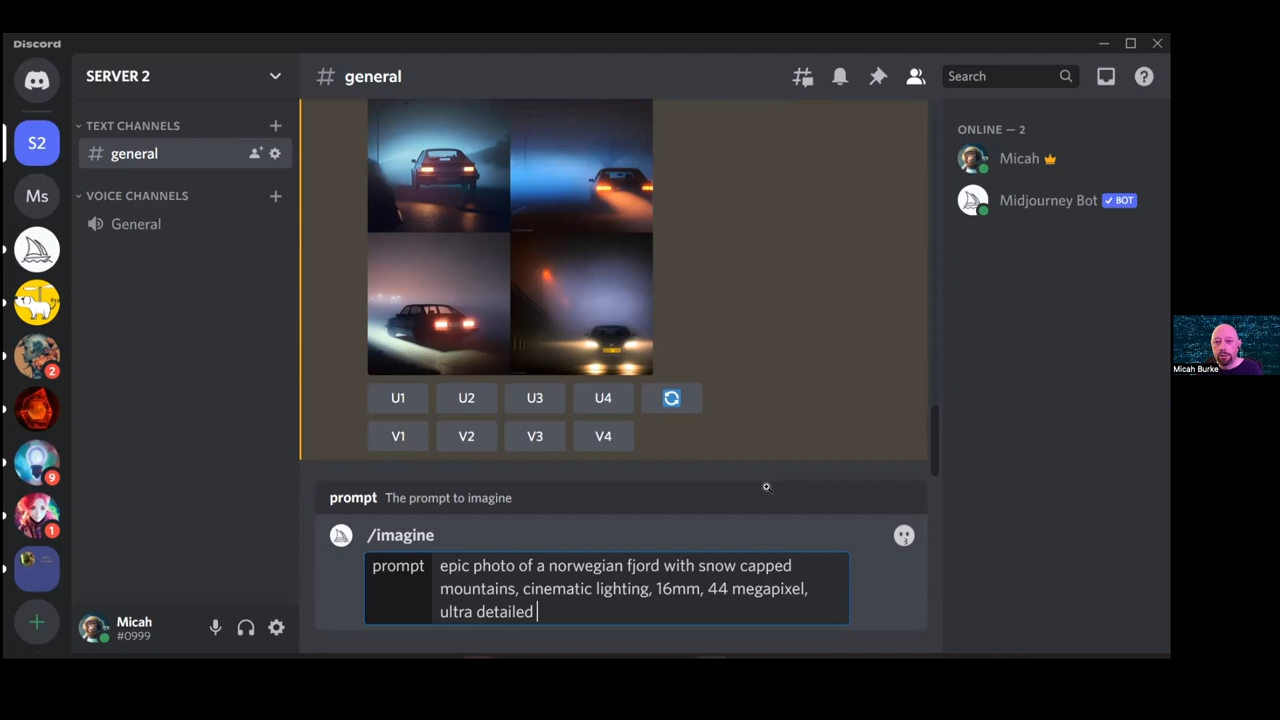 Discord
SERVER 2
general
Search
S2
TEXT CHANNELS
general
ONLINE — 2
Micah
Ms
VOICE CHANNELS
Midjourney Bot ✓ BOT
General
2
9
1
U1 U2 U3 U4
V1 V2 V3 V4
prompt The prompt to imagine
/imagine
prompt epic photo of a norwegian fjord with snow capped
mountains, cinematic lighting, 16mm, 44 megapixel,
ultra detailed
Micah
#0999
Micah Burke